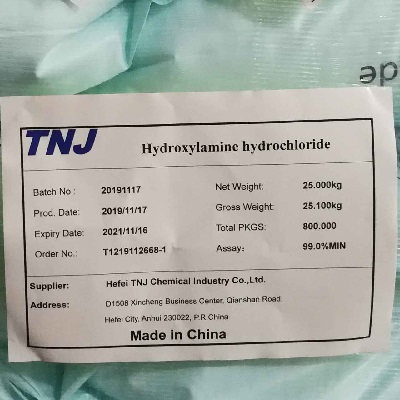 de
TNJ
Hydroxylamine hydrochloride
Batch No : 20191117 Net Weight: 25.000kg
Prod. Date: 2019/11/17 Gross Weight: 25.100kg
Expiry Date: 2021/11/16 Total PKGS: 800.000
Order No.: T1219112668-1 Assay: 99.0%MIN
Supplier: Hefei TNJ Chemical Industry Co.,Ltd.
Address: D1508 Xincheng Business Center, Qianshan Road.
Hefei City, Anhui 230022, P.R China
Made in China